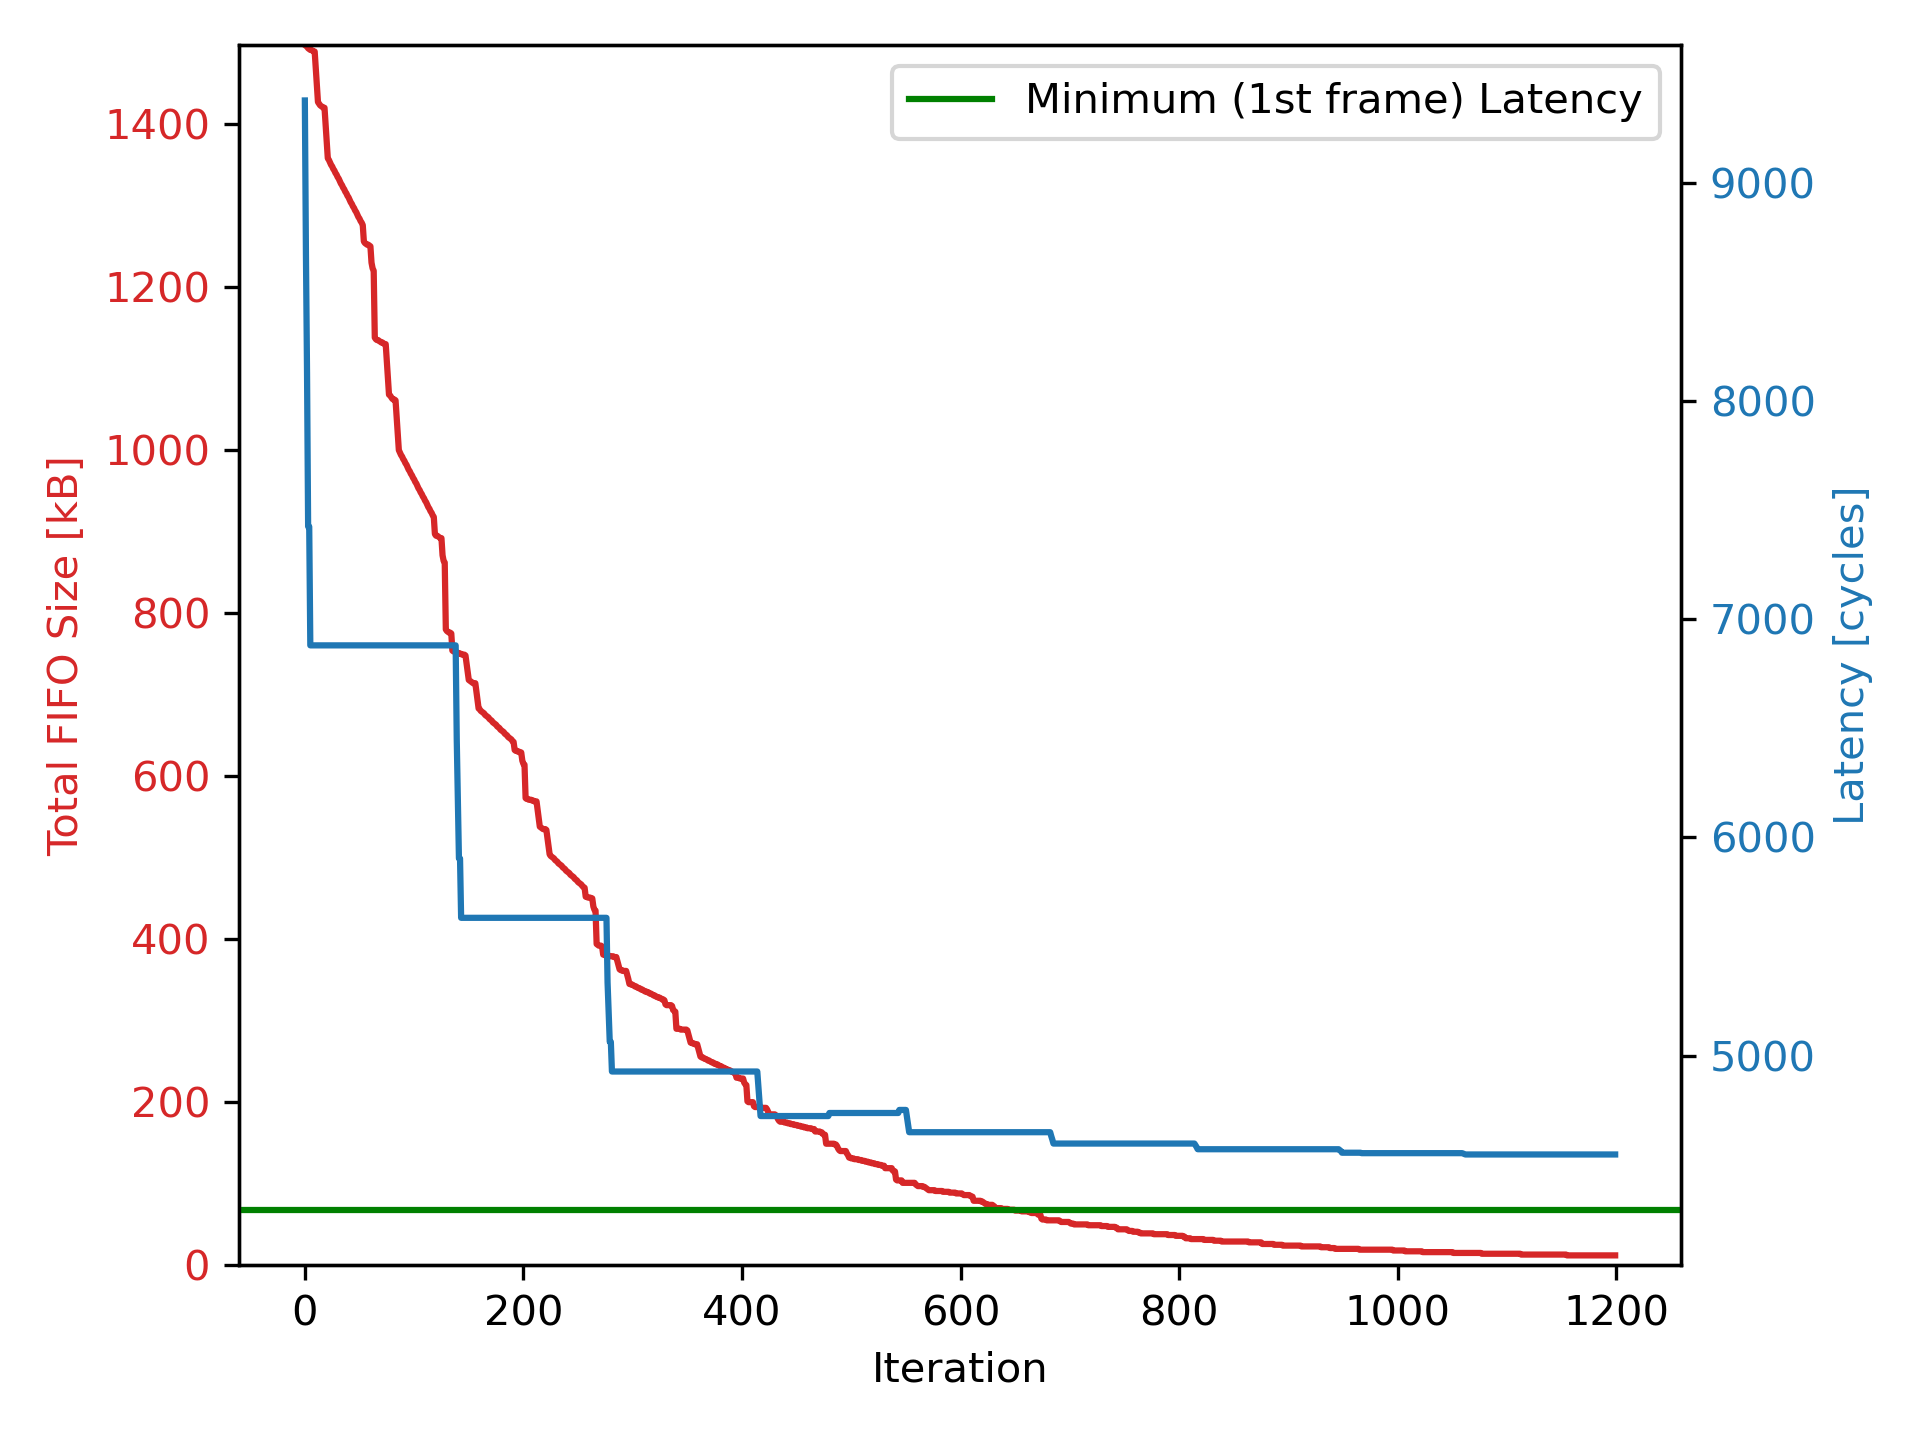 Minimum (1st frame) Latency
Total FIFO Size [kB]
1400
1200
1000
800
600
400
200
0
9000
8000
7000
6000
5000
Latency [cycles]
0 200 400 600 800 1000 1200
Iteration